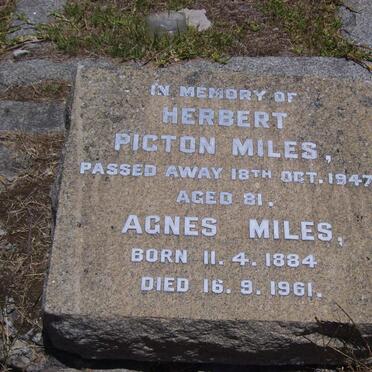 IN MEMORY OF
HERBERT
PICTON MILES,
PASSED AWAY 18TH OCT. 1947
AGED 81.
AGNES MILES,
BORN 11. 4. 1884
DIED 16. 9. 1961.